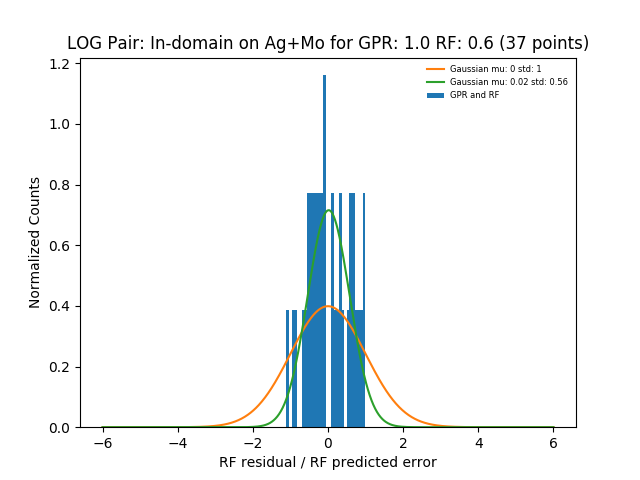 LOG Pair: In-domain on Ag+Mo for GPR: 1.0 RF: 0.6 (37 points)
Gaussian mu: 0 std: 1
Gaussian mu: 0.02 std: 0.56
GPR and RF
Normalized Counts
1.2
1.0
0.8
0.6
0.4
0.2
0.0
−6 −4 −2 0 2 4 6
RF residual / RF predicted error